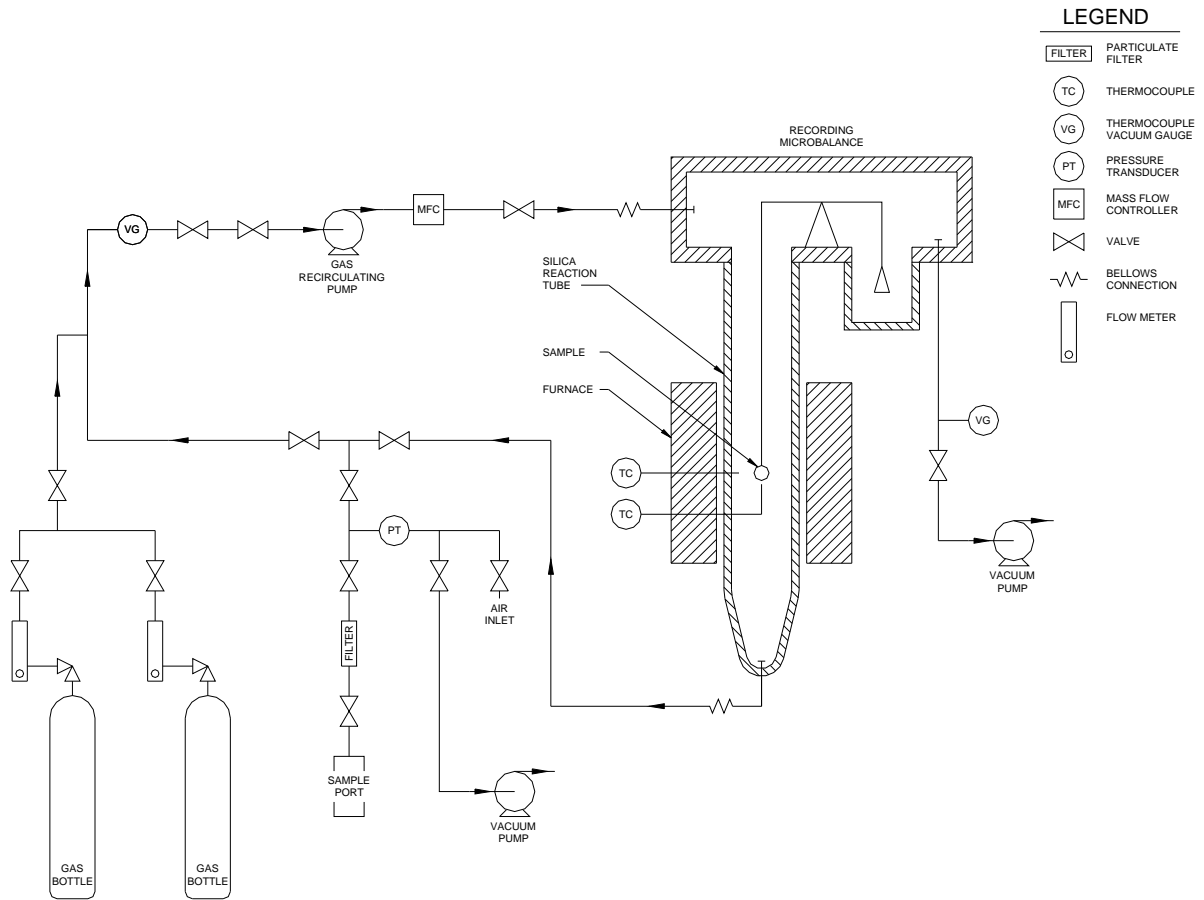 LEGEND
FILTER
PARTICULATE
FILTER
TC
THERMOCOUPLE
VG
THERMOCOUPLE
VACUUM GAUGE
PT
PRESSURE
TRANSDUCER
MFC
MASS FLOW
CONTROLLER
VALVE
BELLOWS
CONNECTION
FLOW METER
RECORDING
MICROBALANCE
MFC
VG
GAS
RECIRCULATING
PUMP
SILICA
REACTION
TUBE
SAMPLE
FURNACE
VG
TC
TC
PT
VACUUM
PUMP
AIR
INLET
FILTER
SAMPLE
PORT
VACUUM
PUMP
GAS
BOTTLE
GAS
BOTTLE